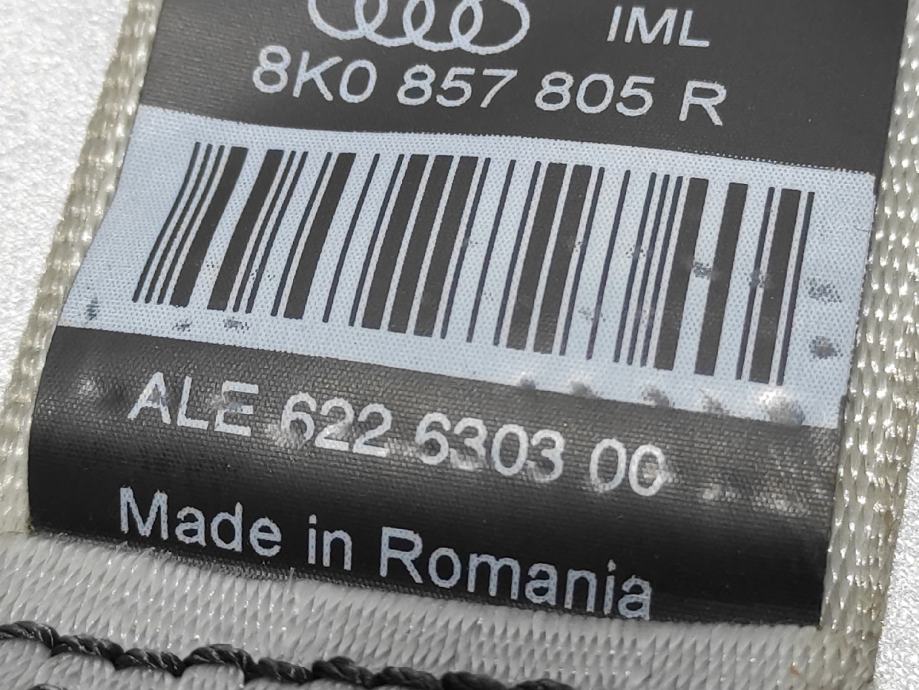 IML
8K0 857 805 R
ALE 622 6303 00
Made in Romania